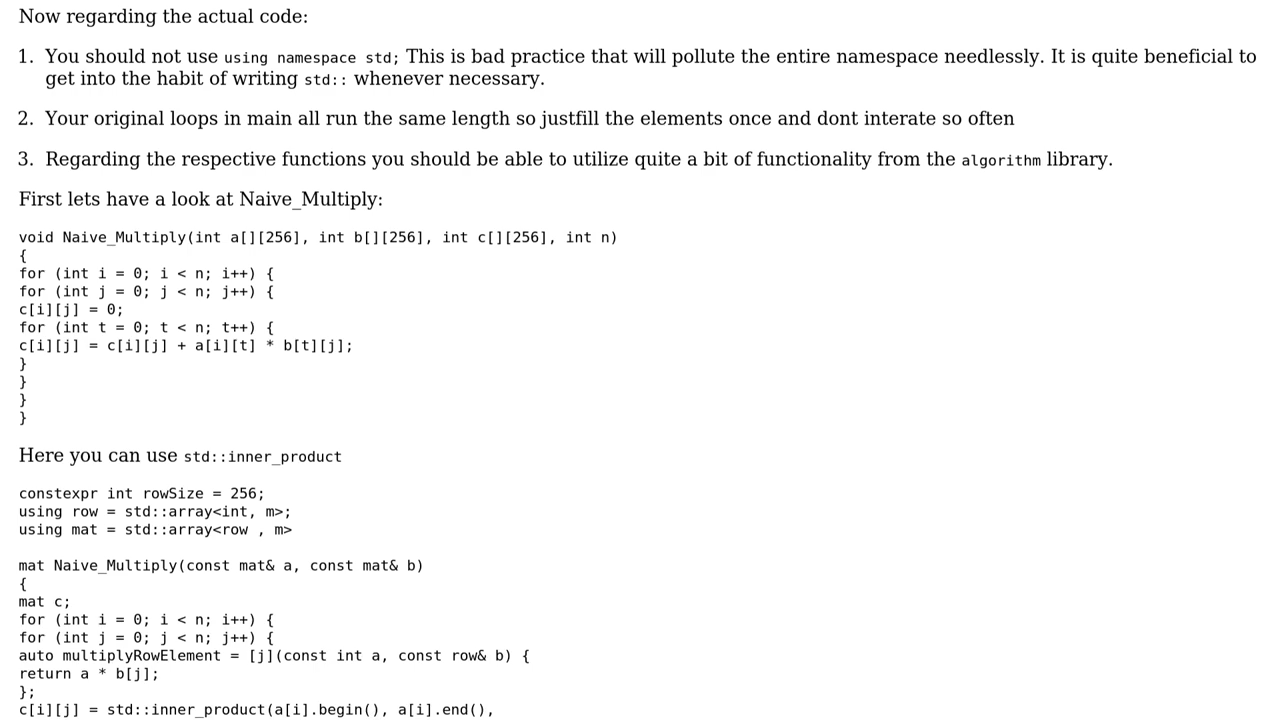 Now regarding the actual code:
1. You should not use using namespace std; This is bad practice that will pollute the entire namespace needlessly. It is quite beneficial to
get into the habit of writing std:: whenever necessary.
2. Your original loops in main all run the same length so justfill the elements once and dont interate so often
3. Regarding the respective functions you should be able to utilize quite a bit of functionality from the algorithm library.
First lets have a look at Naive_Multiply:
void Naive_Multiply(int a[][256], int b[][256], int c[][256], int n)
{
for (int i = 0; i < n; i++) {
for (int j = 0; j < n; j++) {
c[i][j] = 0;
for (int t = 0; t < n; t++) {
c[i][j] = c[i][j] + a[i][t] * b[t][j];
}
}
}
}
Here you can use std::inner_product
constexpr int rowSize = 256;
using row = std::array<int, m>;
using mat = std::array<row , m>
mat Naive_Multiply(const mat& a, const mat& b)
{
mat c;
for (int i = 0; i < n; i++) {
for (int j = 0; j < n; j++) {
auto multiplyRowElement = [j](const int a, const row& b) {
return a * b[j];
};
c[i][j] = std::inner_product(a[i].begin(), a[i].end(),